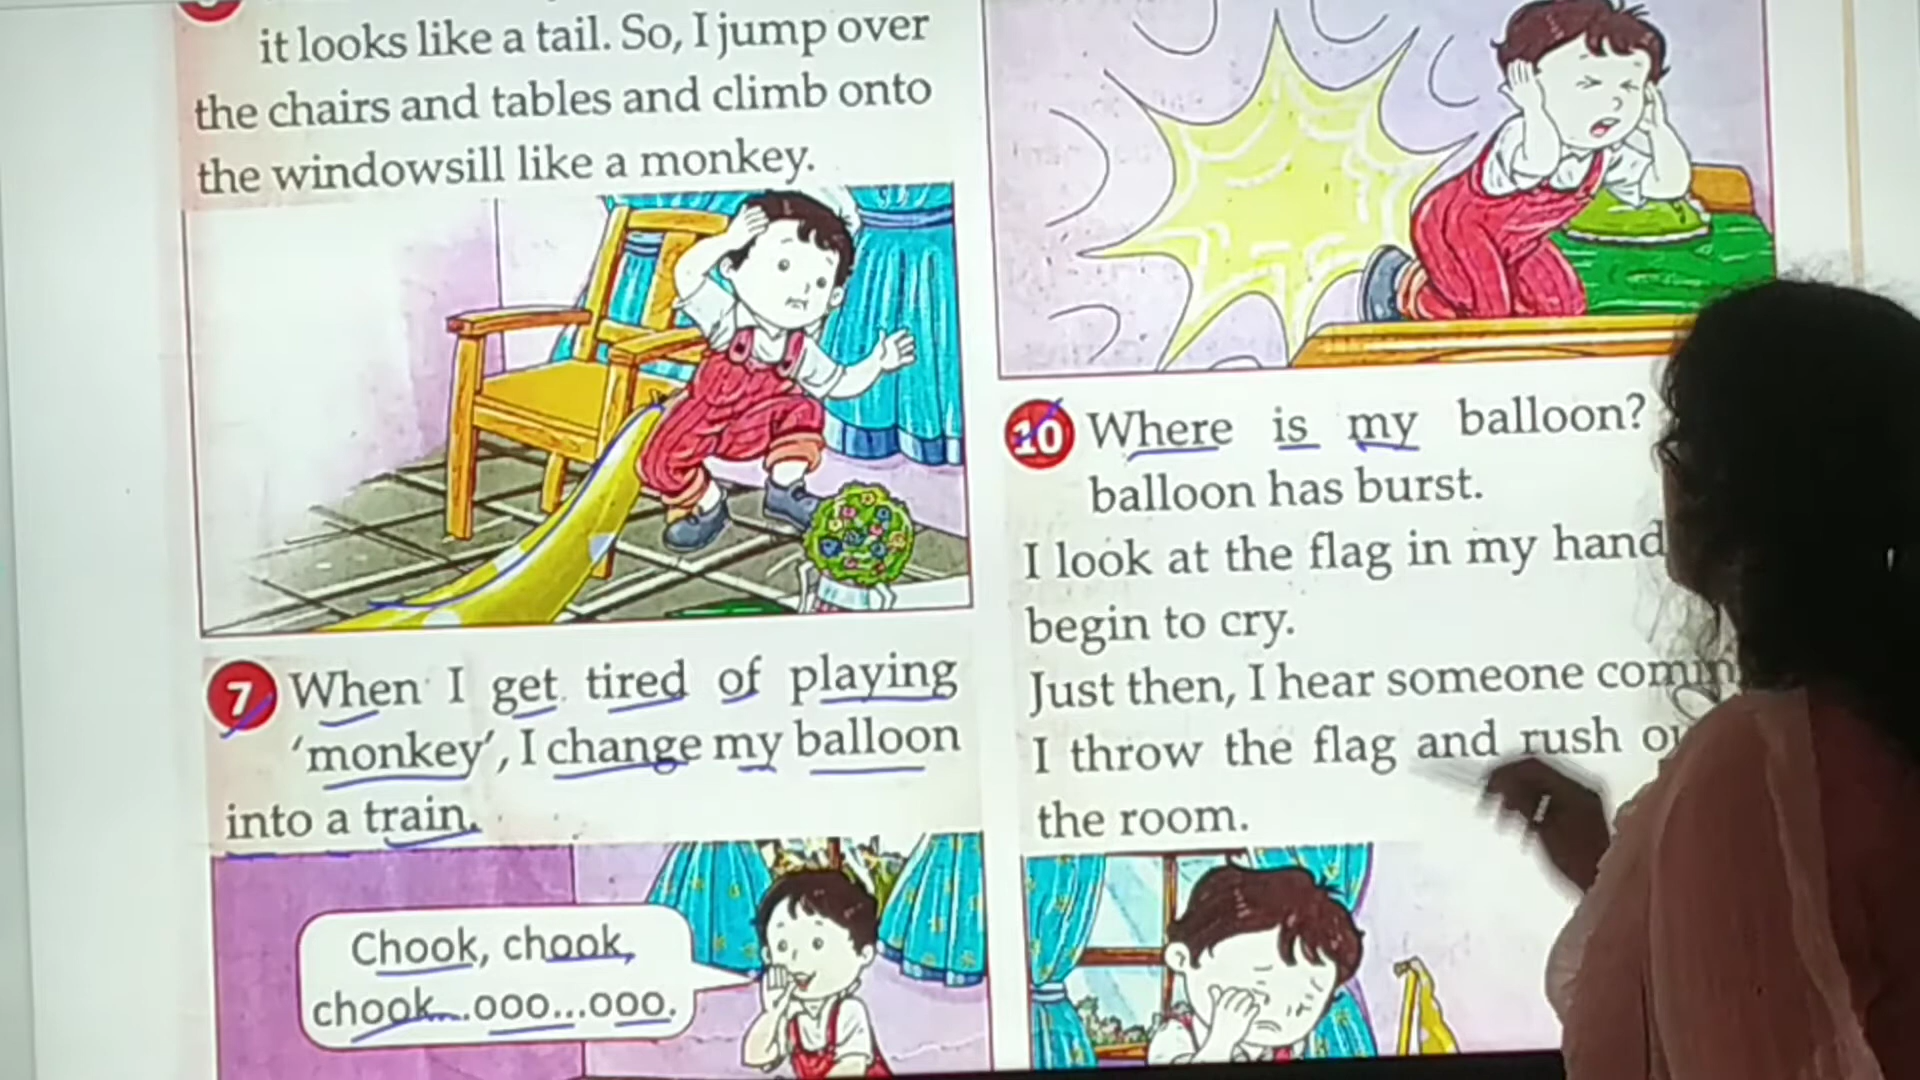 it looks like a tail. So, I jump over
the chairs and tables and climb onto
the windowsill like a monkey.
7 When I get tired of playing
'monkey', I change my balloon
into a train.
Chook, chook,
chook....ooo...ooo.
10 Where is my balloon?
balloon has burst.
I look at the flag in my hand
begin to cry.
Just then, I hear someone
I throw the flag and rush
the room.